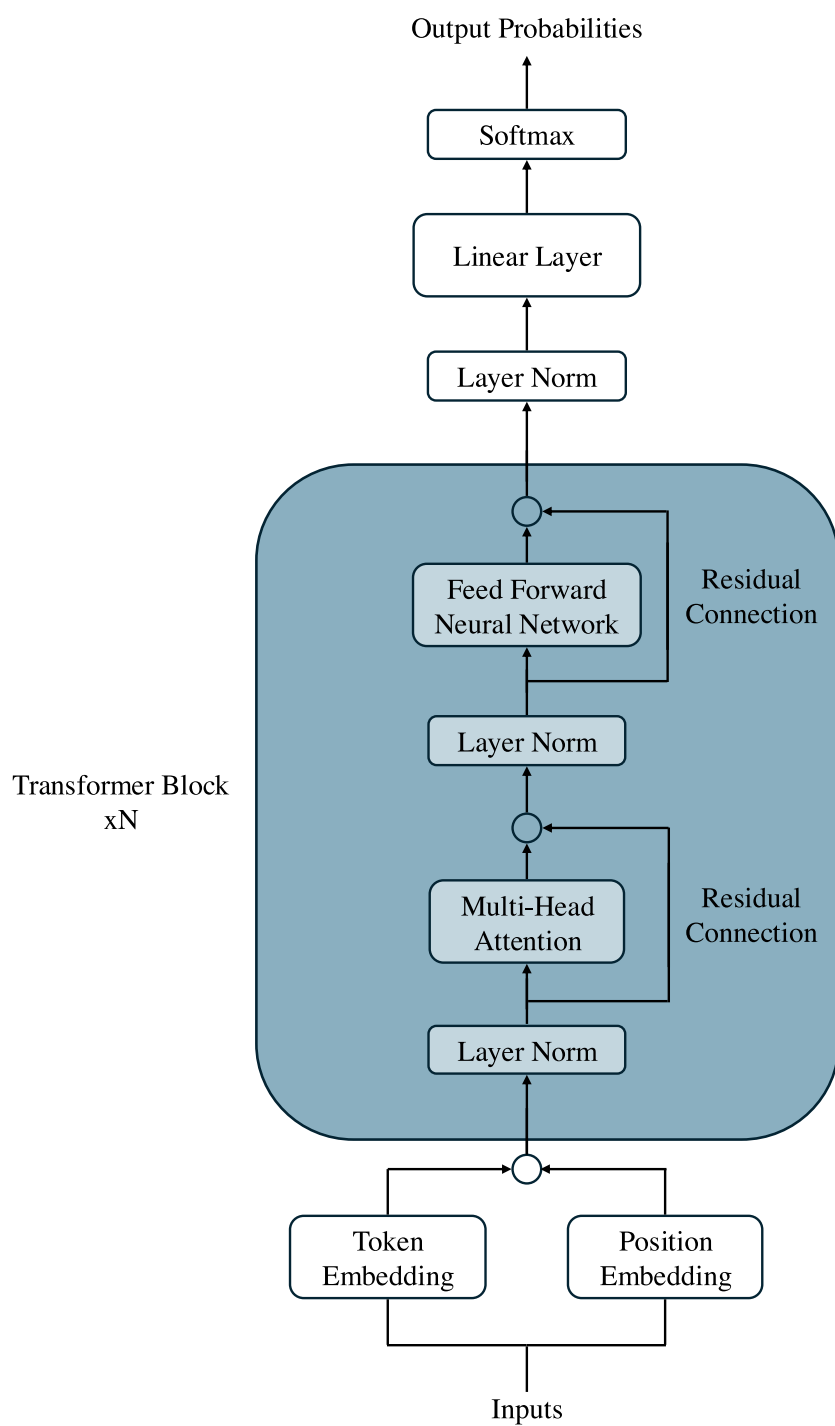 Output Probabilities
Softmax
Linear Layer
Layer Norm
Feed Forward
Neural Network
Residual
Connection
Layer Norm
Transformer Block
xN
Multi-Head
Attention
Residual
Connection
Layer Norm
Token
Embedding
Position
Embedding
Inputs